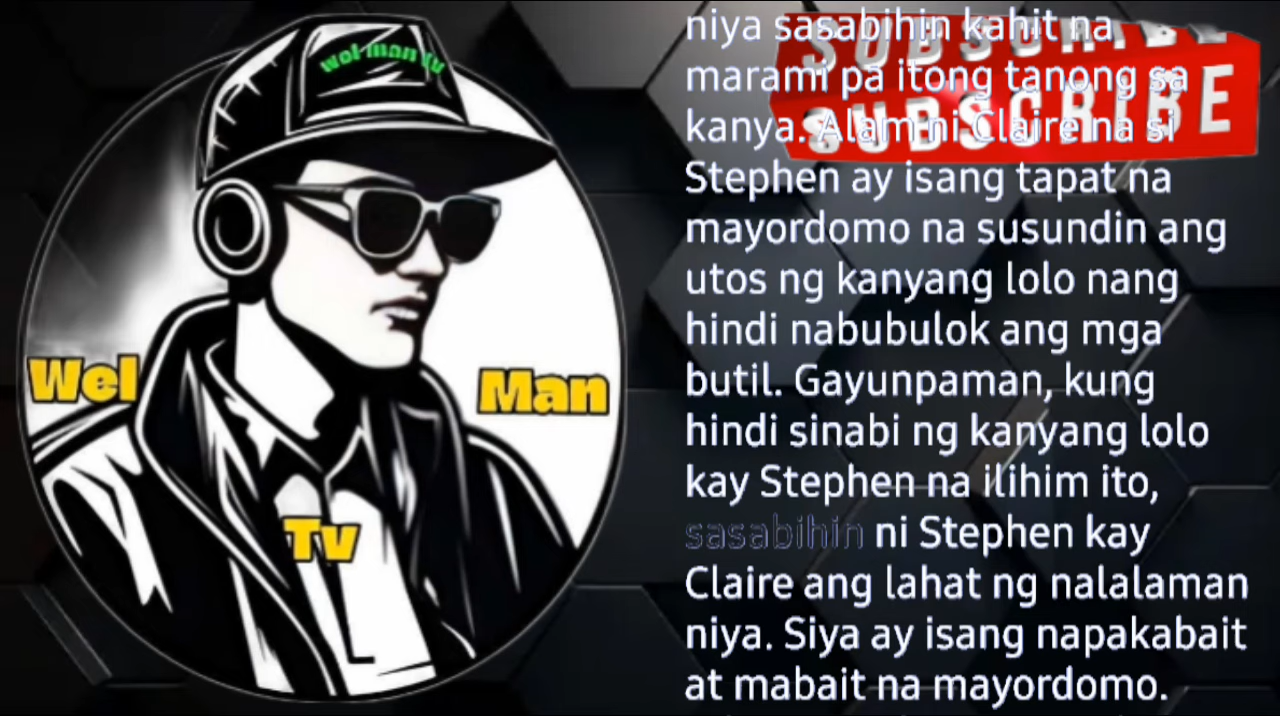 wel man tv
Wel
Man
Tv
SUBSCRIBE
SUBSCRIBE
niya sasabihin kahit na
marami pa itong tanong sa
kanya. Alam ni Claire na si
Stephen ay isang tapat na
mayordomo na susundin ang
utos ng kanyang lolo nang
hindi nabubulok ang mga
butil. Gayunpaman, kung
hindi sinabi ng kanyang lolo
kay Stephen na ilihim ito,
sasabihin ni Stephen kay
Claire ang lahat ng nalalaman
niya. Siya ay isang napakabait
at mabait na mayordomo.